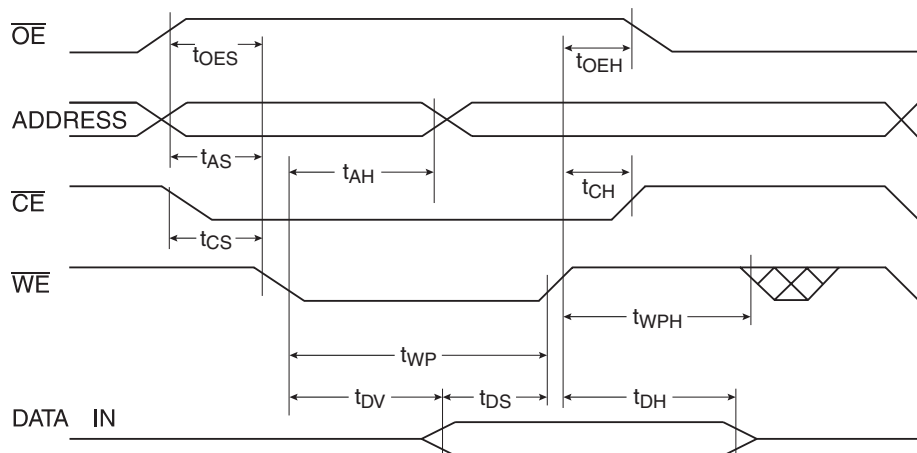 OE
tOES
tOEH
ADDRESS
tAS
tAH
tCH
CE
tCS
WE
tWPH
tWP
tDV
tDS
tDH
DATA IN